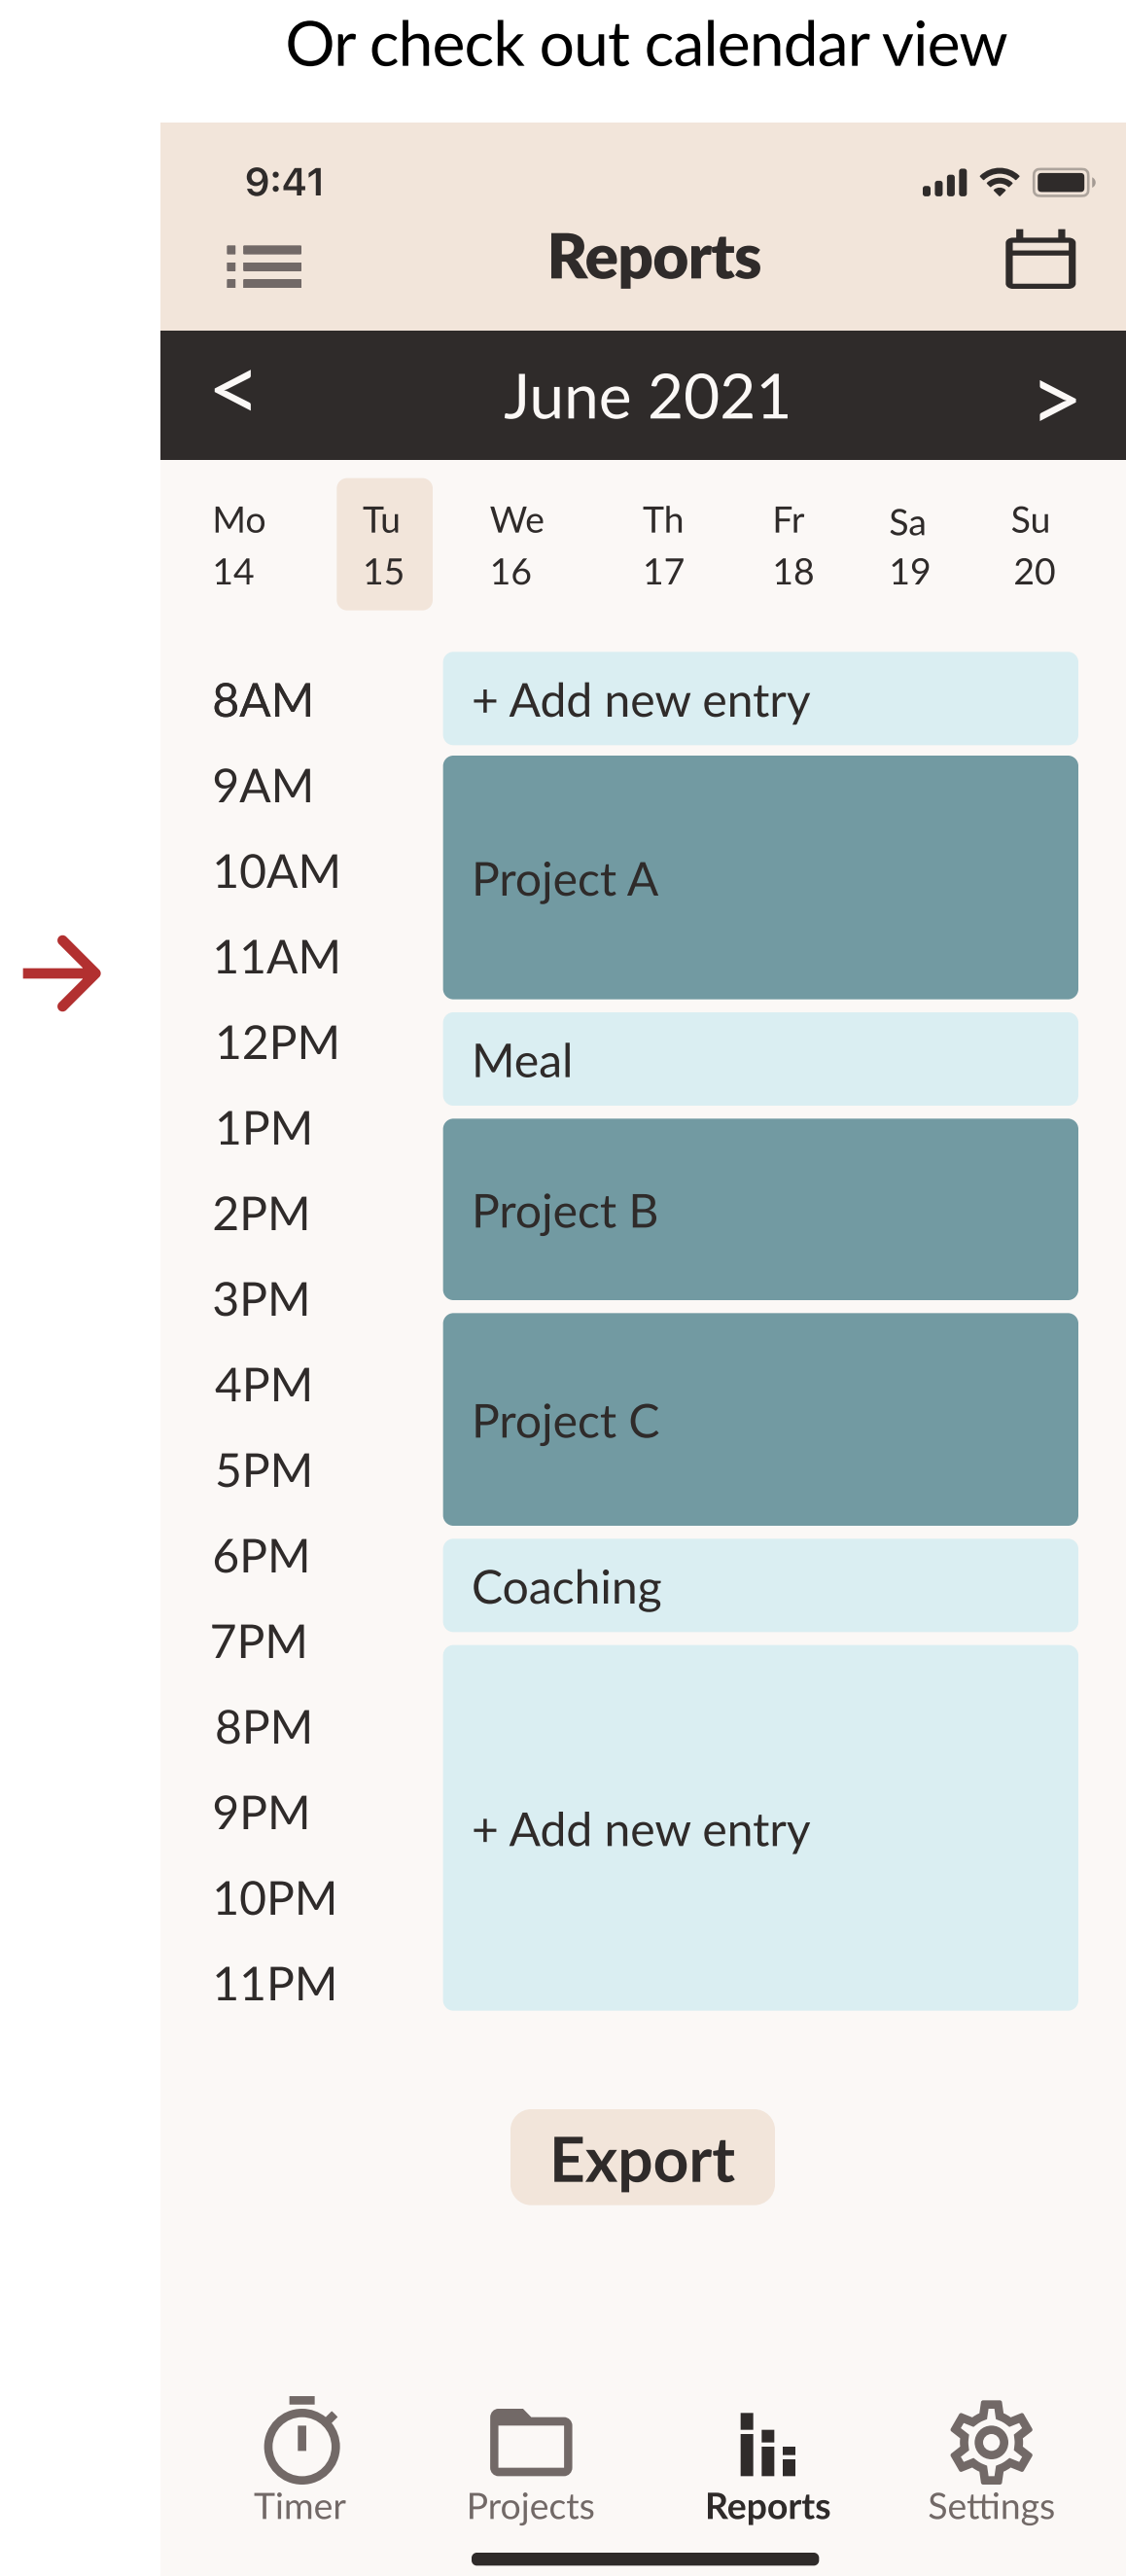 Or check out calendar view
9:41
Reports
< June 2021 >
Mo Tu We Th Fr Sa Su
14 15 16 17 18 19 20
8AM + Add new entry
9AM
10AM Project A
11AM
12PM Meal
1PM
2PM Project B
3PM
4PM
5PM Project C
6PM Coaching
7PM
8PM
9PM + Add new entry
10PM
11PM
Export
Timer Projects Reports Settings